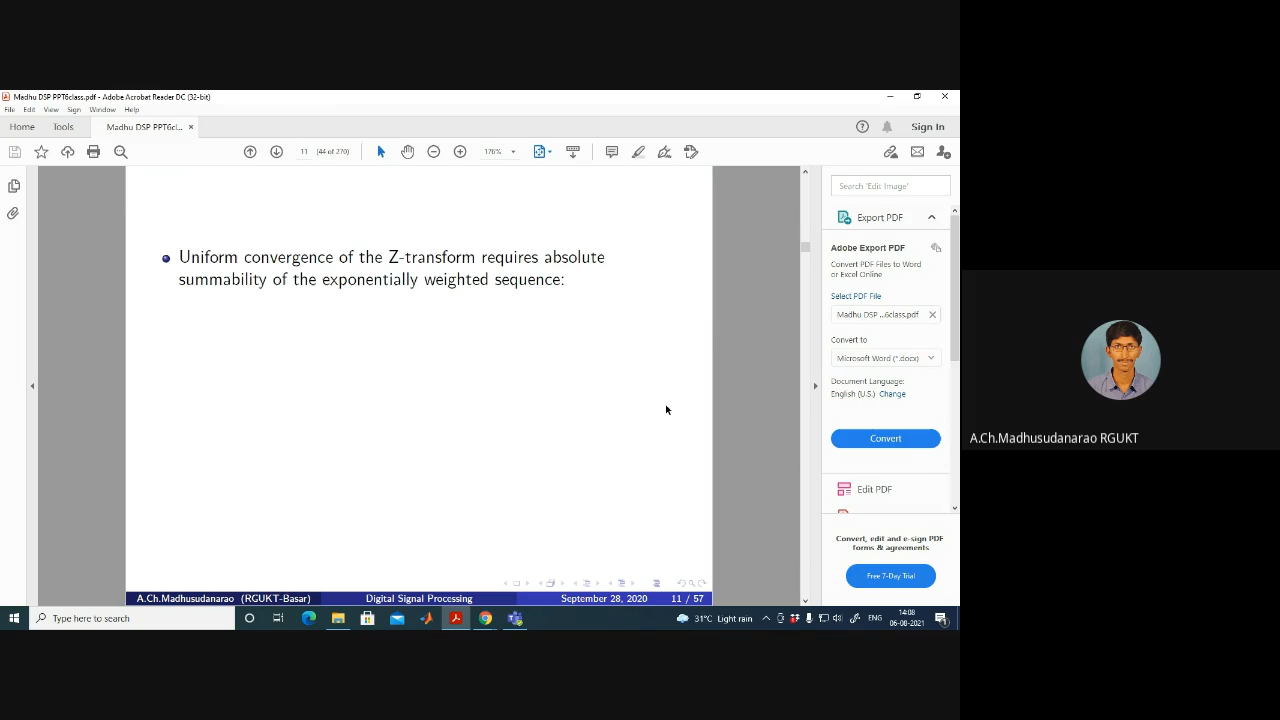 Madhu DSP PPT6class.pdf - Adobe Acrobat Reader DC (32-bit)
File Edit View Sign Window Help
Home Tools Madhu DSP PPT6cl... × Sign In
11 (44 of 270) 176%
Search 'Edit Image'
Export PDF
Adobe Export PDF
Convert PDF Files to Word
or Excel Online
Select PDF File
Madhu DSP ...6class.pdf
Convert to
Microsoft Word (*.docx)
Document Language:
English (U.S.) Change
Convert
Edit PDF
Convert, edit and e-sign PDF
forms & agreements
Free 7-Day Trial
Uniform convergence of the Z-transform requires absolute
summability of the exponentially weighted sequence:
A.Ch.Madhusudanarao (RGUKT-Basar) Digital Signal Processing September 28, 2020 11 / 57
Type here to search
31°C Light rain
ENG
14:08
06-08-2021
A.Ch.Madhusudanarao RGUKT